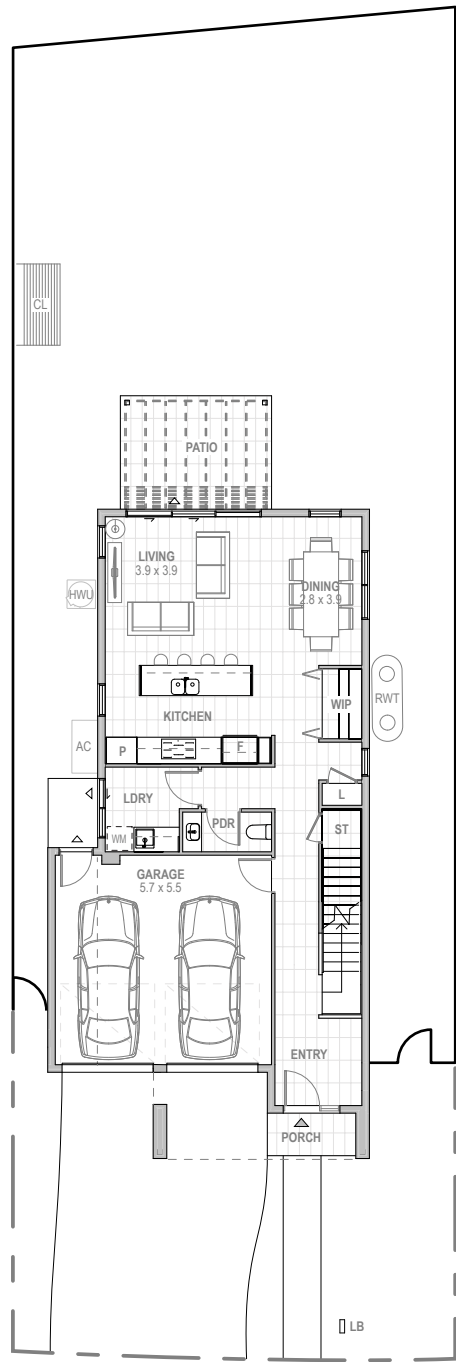 CL
PATIO
LIVING
3.9 x 3.9
DINING
2.8 x 3.9
HWU
WIP
RWT
KITCHEN
AC
P
F
LDRY
L
PDR
ST
WM
GARAGE
5.7 x 5.5
ENTRY
PORCH
LB